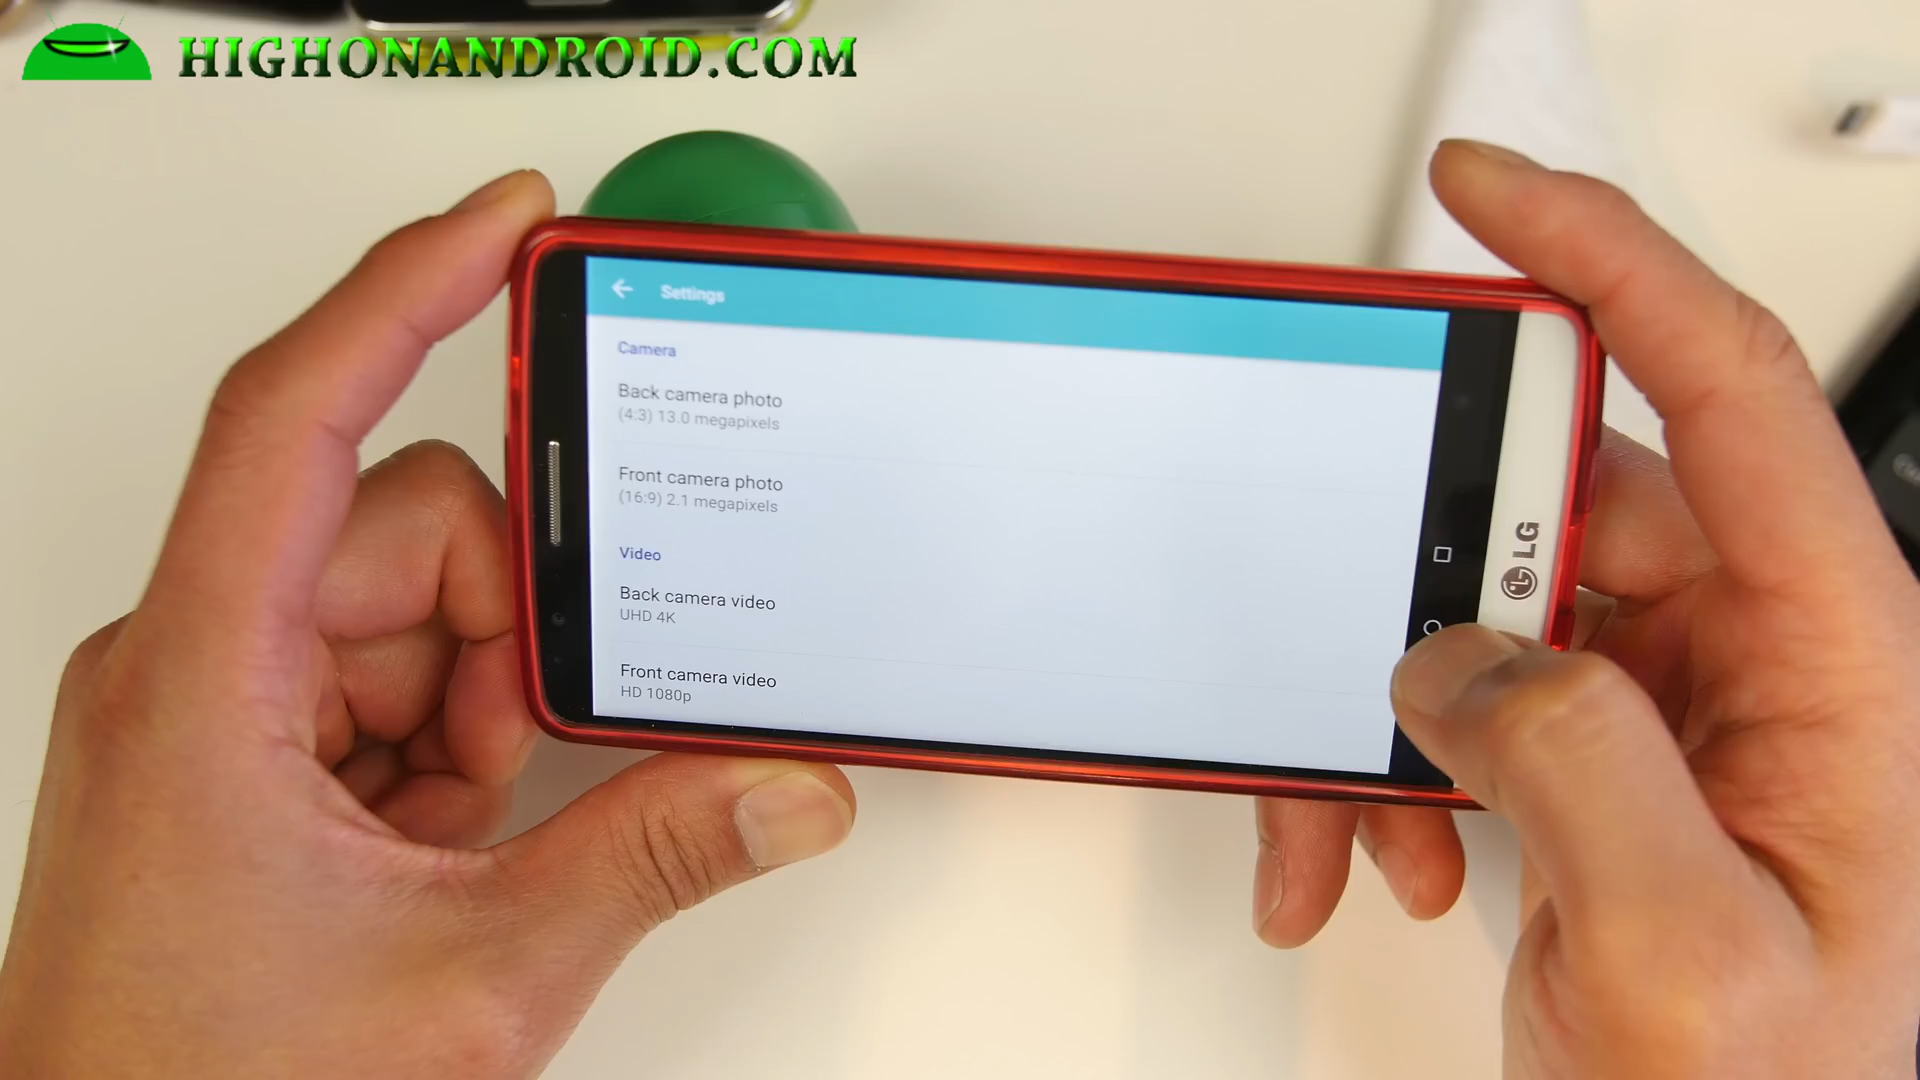 HIGHONANDROID.COM
Settings
Camera
Back camera photo
(4:3) 13.0 megapixels
Front camera photo
(16:9) 2.1 megapixels
Video
Back camera video
UHD 4K
Front camera video
HD 1080p
LG